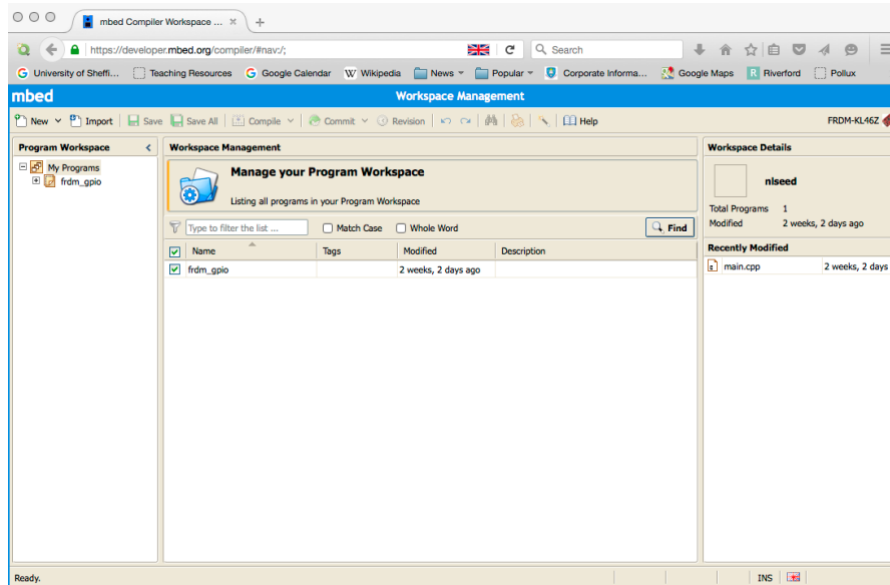 mbed Compiler Workspace ...
https://developer.mbed.org/compiler/#nav:/;
Search
University of Sheffi... Teaching Resources Google Calendar Wikipedia News Popular Corporate Informa... Google Maps Riverford Pollux
mbed Workspace Management
New Import Save Save All Compile Commit Revision Help FRDM-KL46Z
Program Workspace
My Programs
frdm_gpio
Workspace Management
Manage your Program Workspace
Listing all programs in your Program Workspace
Type to filter the list ... Match Case Whole Word Find
Name Tags Modified Description
frdm_gpio 2 weeks, 2 days ago
Workspace Details
nlseed
Total Programs 1
Modified 2 weeks, 2 days ago
Recently Modified
main.cpp 2 weeks, 2 days
Ready. INS